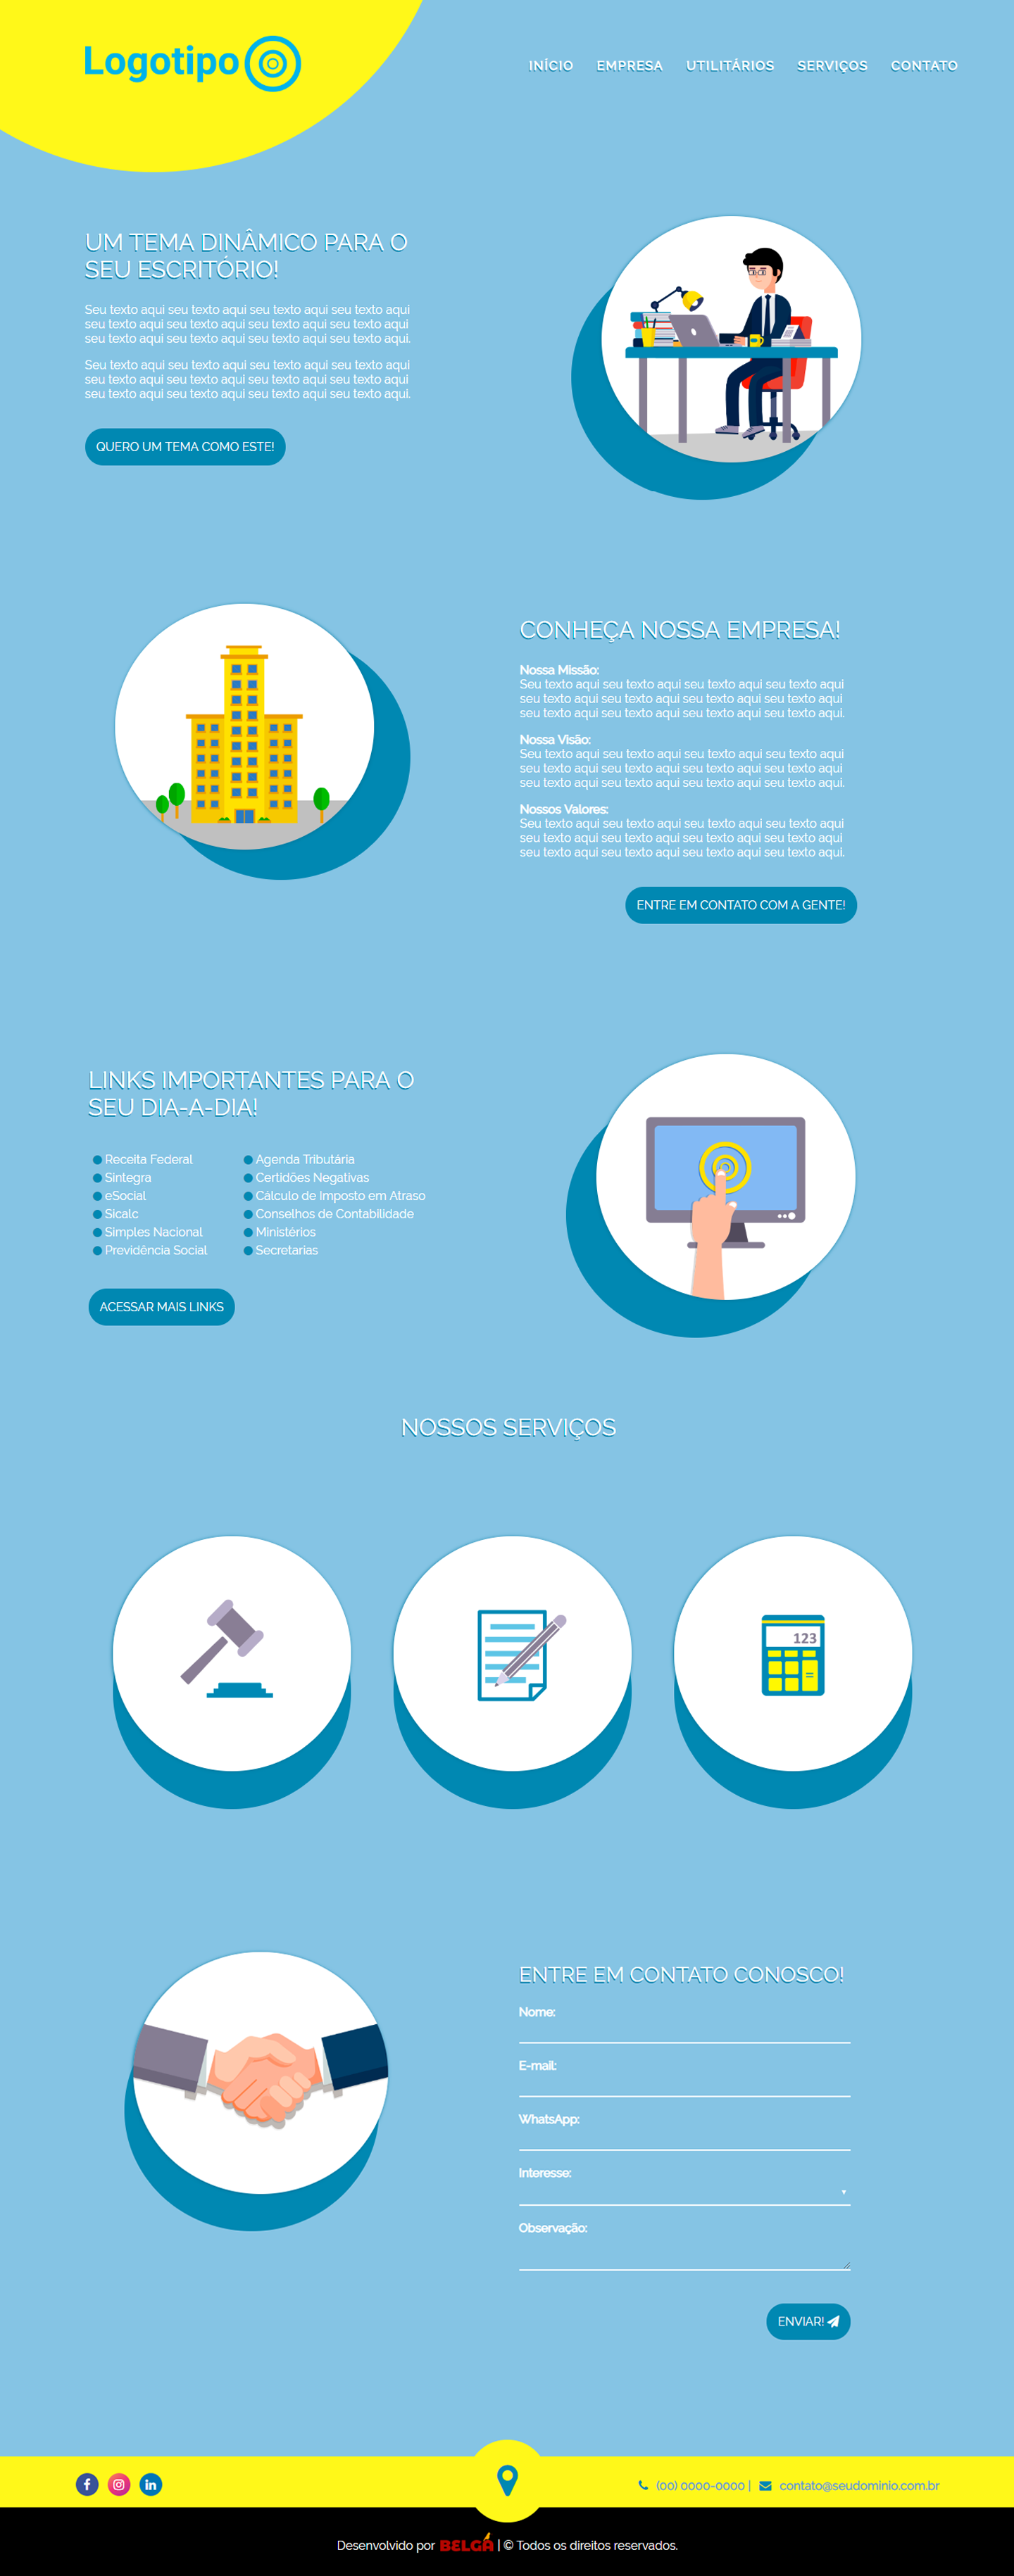 Logotipo
INÍCIO EMPRESA UTILITÁRIOS SERVIÇOS CONTATO
UM TEMA DINÂMICO PARA O
SEU ESCRITÓRIO!
Seu texto aqui seu texto aqui seu texto aqui seu texto aqui
seu texto aqui seu texto aqui seu texto aqui seu texto aqui
seu texto aqui seu texto aqui seu texto aqui seu texto aqui.
Seu texto aqui seu texto aqui seu texto aqui seu texto aqui
seu texto aqui seu texto aqui seu texto aqui seu texto aqui
seu texto aqui seu texto aqui seu texto aqui seu texto aqui.
QUERO UM TEMA COMO ESTE!
CONHEÇA NOSSA EMPRESA!
Nossa Missão:
Seu texto aqui seu texto aqui seu texto aqui seu texto aqui
seu texto aqui seu texto aqui seu texto aqui seu texto aqui
seu texto aqui seu texto aqui seu texto aqui seu texto aqui.
Nossa Visão:
Seu texto aqui seu texto aqui seu texto aqui seu texto aqui
seu texto aqui seu texto aqui seu texto aqui seu texto aqui
seu texto aqui seu texto aqui seu texto aqui seu texto aqui.
Nossos Valores:
Seu texto aqui seu texto aqui seu texto aqui seu texto aqui
seu texto aqui seu texto aqui seu texto aqui seu texto aqui
seu texto aqui seu texto aqui seu texto aqui seu texto aqui.
ENTRE EM CONTATO COM A GENTE!
LINKS IMPORTANTES PARA O
SEU DIA-A-DIA!
Receita Federal
Sintegra
eSocial
Sicalc
Simples Nacional
Previdência Social
Agenda Tributária
Certidões Negativas
Cálculo de Imposto em Atraso
Conselhos de Contabilidade
Ministérios
Secretarias
ACESSAR MAIS LINKS
NOSSOS SERVIÇOS
123
ENTRE EM CONTATO CONOSCO!
Nome:
E-mail:
WhatsApp:
Interesse:
Observação:
ENVIAR!
(00) 0000-0000 | contato@seudominio.com.br
Desenvolvido por BELGA | © Todos os direitos reservados.